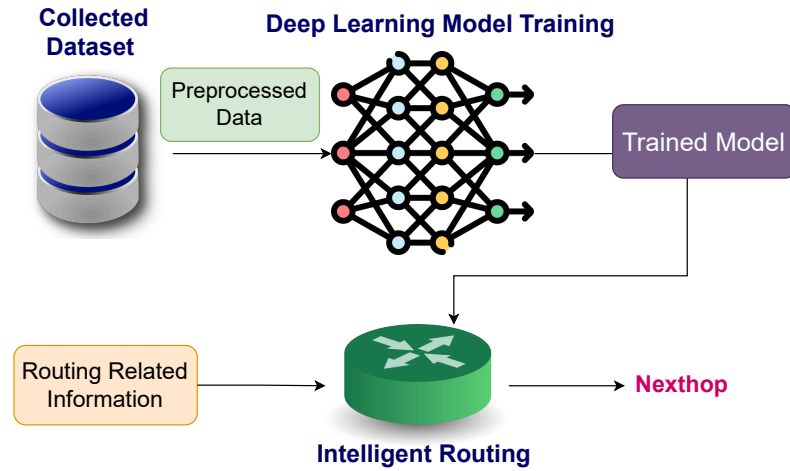 Collected
Dataset
Deep Learning Model Training
Preprocessed
Data
Trained Model
Routing Related
Information
Nexthop
Intelligent Routing